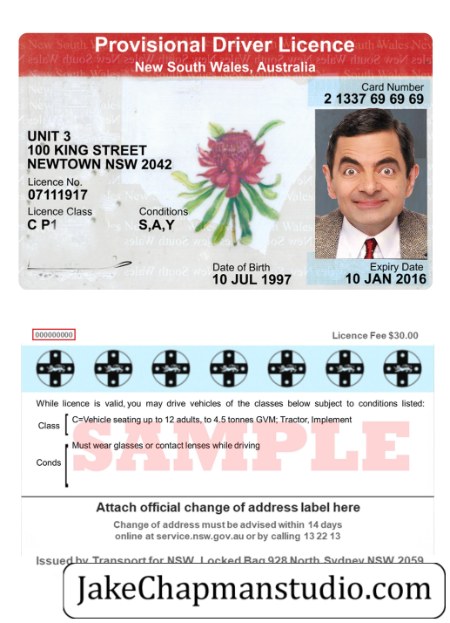 Provisional Driver Licence
New South Wales, Australia
Card Number
2 1337 69 69 69
UNIT 3
100 KING STREET
NEWTOWN NSW 2042
Licence No.
07111917
Licence Class
C P1
Conditions
S,A,Y
Date of Birth
10 JUL 1997
Expiry Date
10 JAN 2016
000000000
Licence Fee $30.00
While licence is valid, you may drive vehicles of the classes below subject to conditions listed:
Class
C=Vehicle seating up to 12 adults, to 4.5 tonnes GVM; Tractor, Implement
Conds
Must wear glasses or contact lenses while driving
SAMPLE
Attach official change of address label here
Change of address must be advised within 14 days
online at service.nsw.gov.au or by calling 13 22 13
Issued by Transport for NSW, Locked Bag 928 North Sydney NSW 2059
JakeChapmanstudio.com